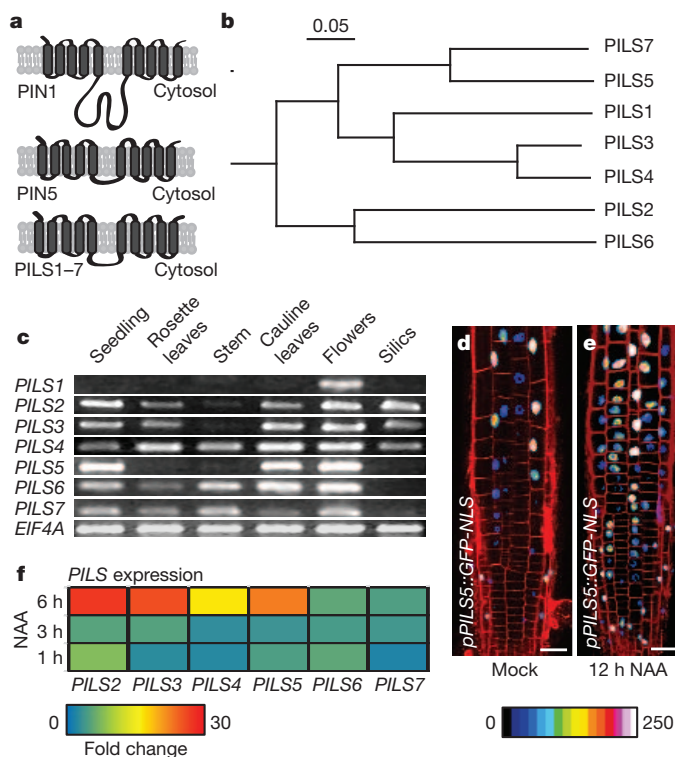 a
PIN1 Cytosol
PIN5 Cytosol
PILS1–7 Cytosol
b
0.05
PILS7
PILS5
PILS1
PILS3
PILS4
PILS2
PILS6
c
Seedling
Rosette leaves
Stem
Cauline leaves
Flowers
Silics
PILS1
PILS2
PILS3
PILS4
PILS5
PILS6
PILS7
EIF4A
d
pPILS5::GFP-NLS
Mock
e
pPILS5::GFP-NLS
12 h NAA
0 250
f
PILS expression
NAA
6 h
3 h
1 h
PILS2 PILS3 PILS4 PILS5 PILS6 PILS7
0 30
Fold change